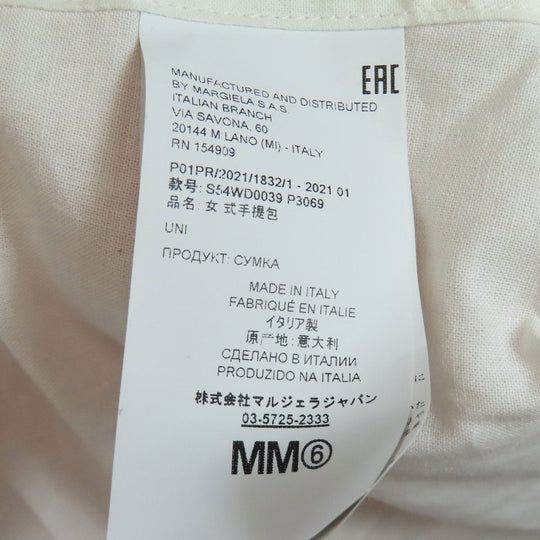 EAC
MANUFACTURED AND DISTRIBUTED
BY MARGIELA S.A.S.
ITALIAN BRANCH
VIA SAVONA, 60
20144 MILANO (MI) - ITALY
RN 154909
P01PR/2021/1832/1 - 2021 01
款号: S54WD0039 P3069
品名: 女式手提包
UNI
ПРОДУКТ: СУМКА
MADE IN ITALY
FABRIQUÉ EN ITALIE
イタリア製
原产地: 意大利
СДЕЛАНО В ИТАЛИИ
PRODUZIDO NA ITALIA
株式会社マルジェラジャパン
03-5725-2333
MM⑥